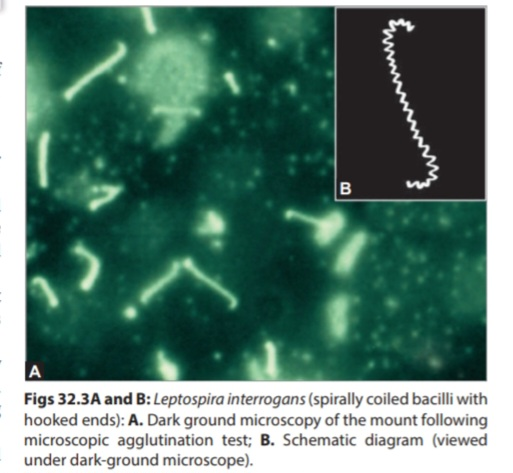 B
A
Figs 32.3A and B: Leptospira interrogans (spirally coiled bacilli with
hooked ends): A. Dark ground microscopy of the mount following
microscopic agglutination test; B. Schematic diagram (viewed
under dark-ground microscope).